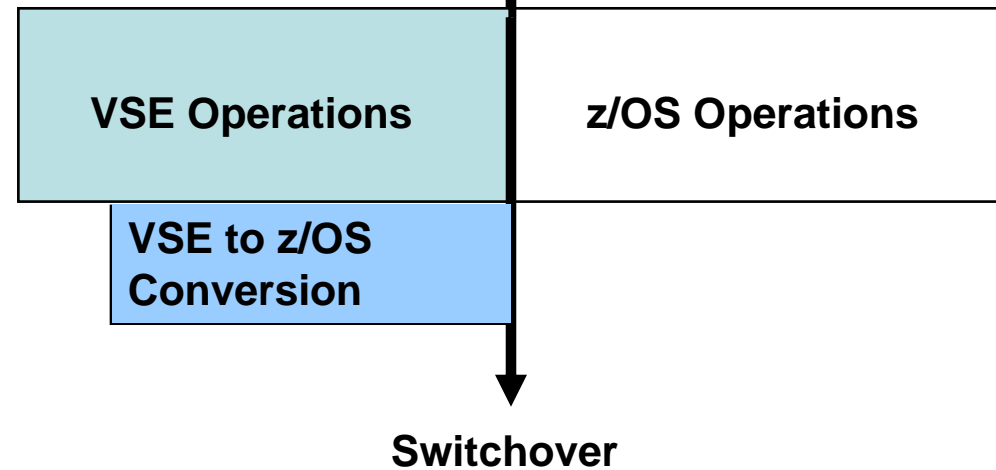 VSE Operations
z/OS Operations
VSE to z/OS
Conversion
Switchover